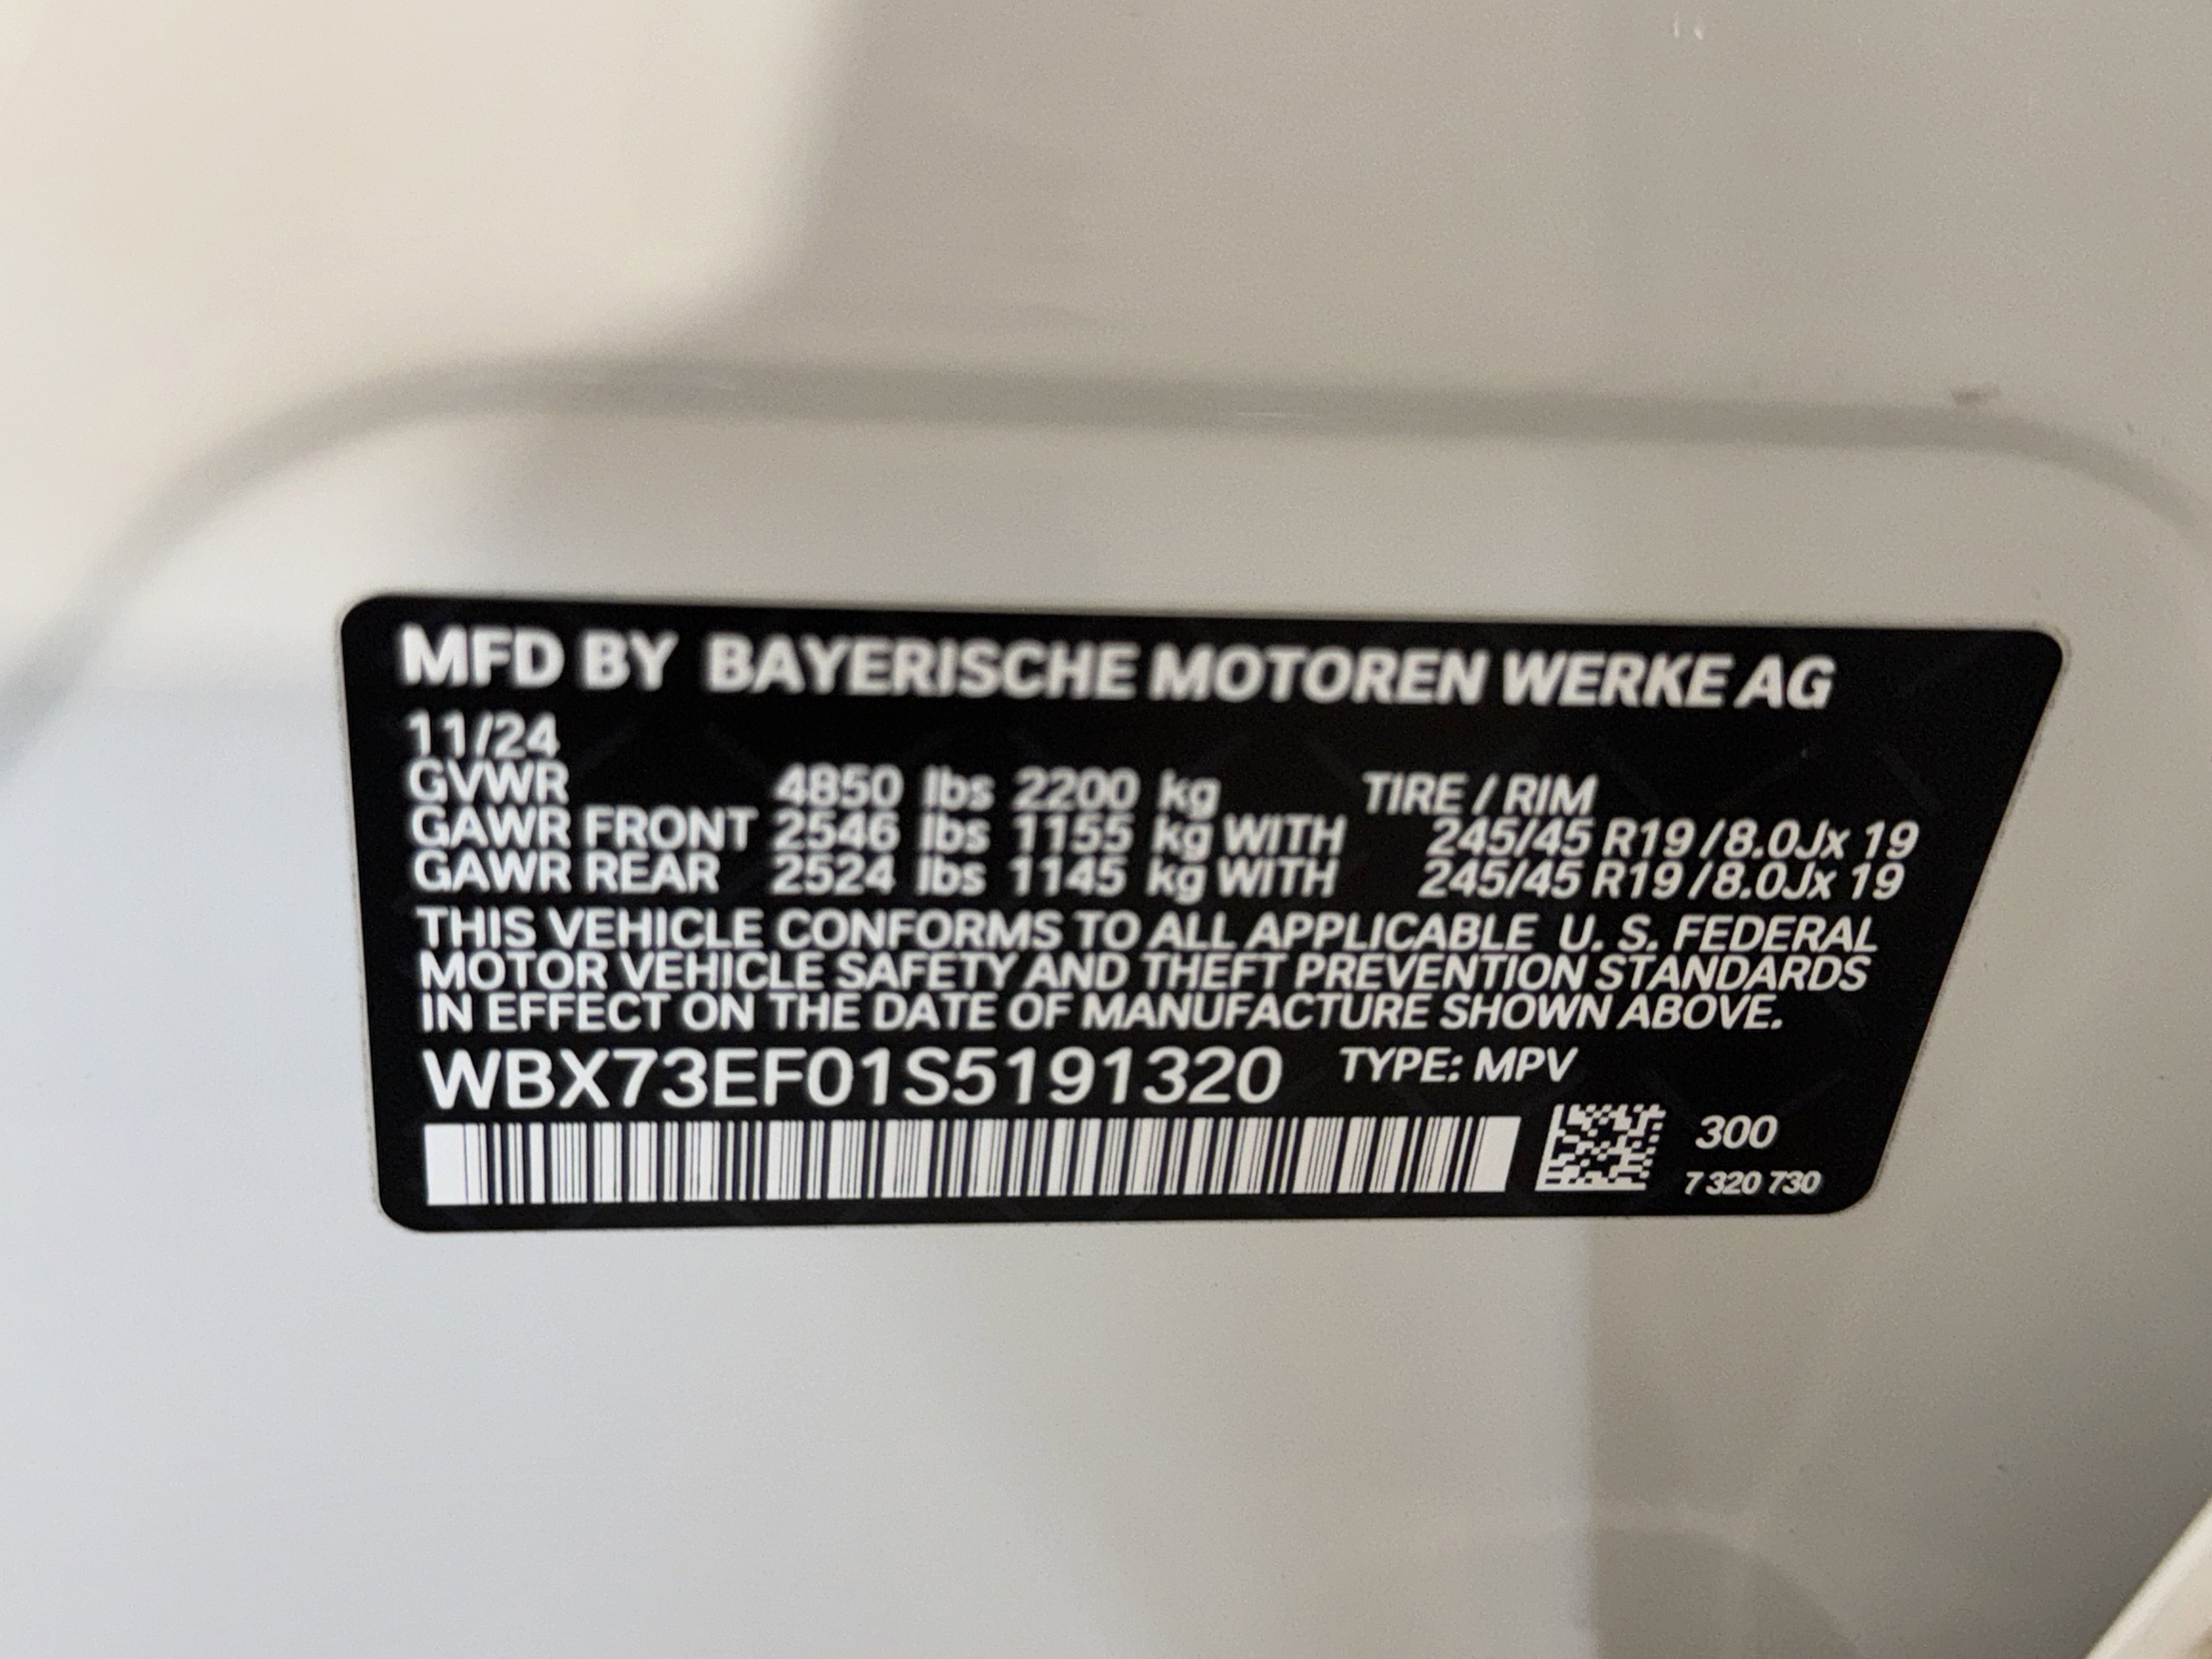 MFD BY BAYERISCHE MOTOREN WERKE AG
11/24
GVWR 4850 lbs 2200 kg TIRE / RIM
GAWR FRONT 2546 lbs 1155 kg WITH 245/45 R19 / 8.0Jx 19
GAWR REAR 2524 lbs 1145 kg WITH 245/45 R19 / 8.0Jx 19
THIS VEHICLE CONFORMS TO ALL APPLICABLE U. S. FEDERAL
MOTOR VEHICLE SAFETY AND THEFT PREVENTION STANDARDS
IN EFFECT ON THE DATE OF MANUFACTURE SHOWN ABOVE.
WBX73EF01S5191320 TYPE: MPV
300
7 320 730